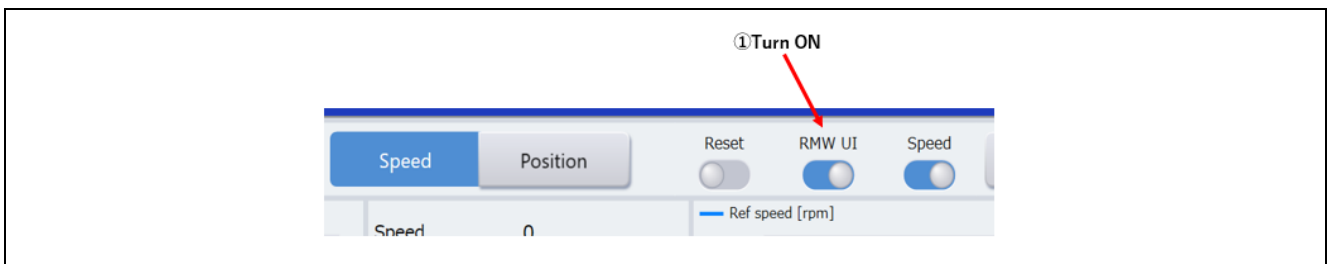 ①Turn ON
Speed Position Reset RMW UI Speed
Speed 0 Ref speed [rpm]